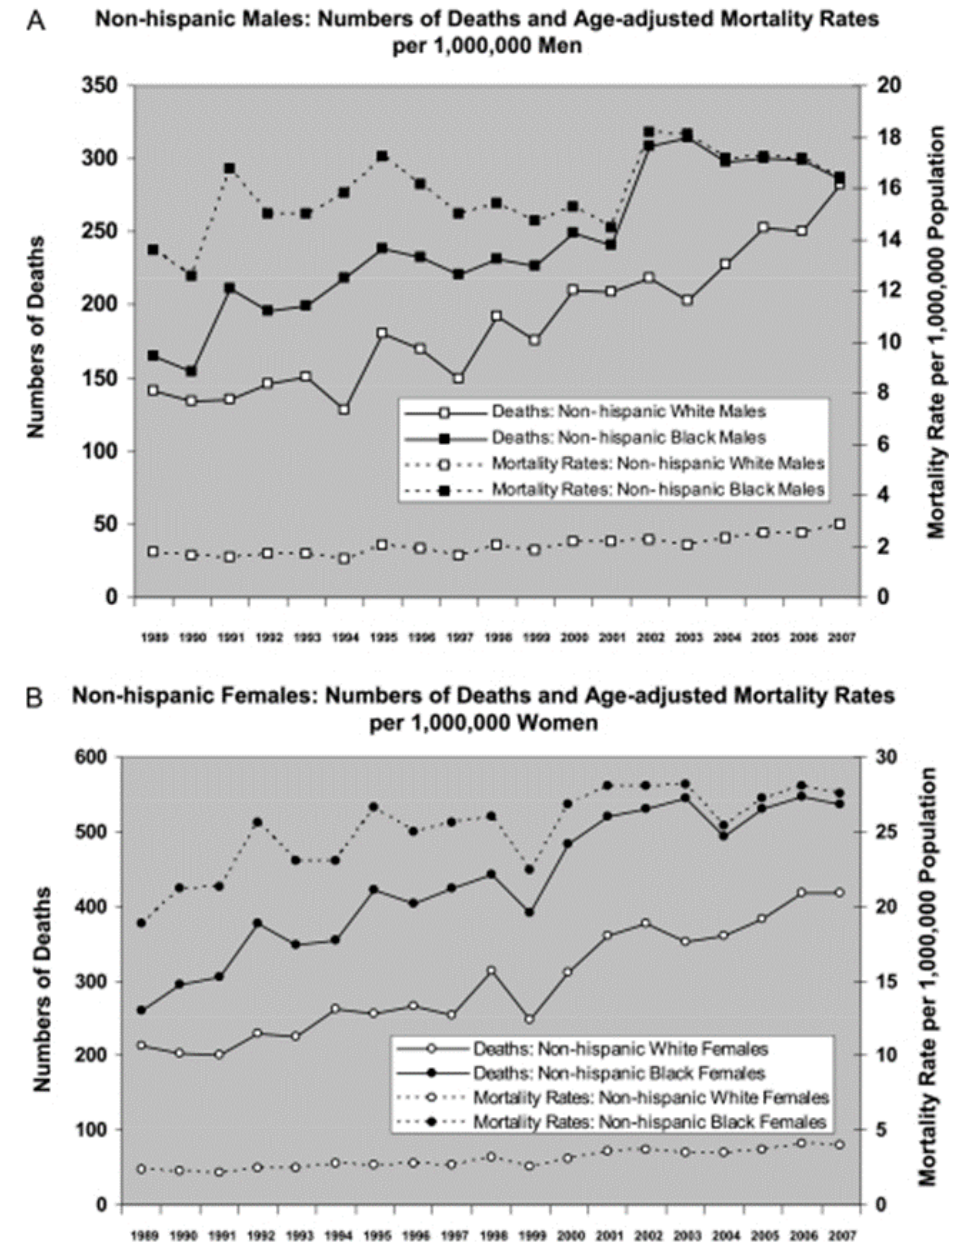 A
Non-hispanic Males: Numbers of Deaths and Age-adjusted Mortality Rates
per 1,000,000 Men
350
300
250
200
150
100
50
0
Numbers of Deaths
20
18
16
14
12
10
8
6
4
2
0
Mortality Rate per 1,000,000 Population
Deaths: Non-hispanic White Males
Deaths: Non-hispanic Black Males
Mortality Rates: Non-hispanic White Males
Mortality Rates: Non-hispanic Black Males
1989 1990 1991 1992 1993 1994 1995 1996 1997 1998 1999 2000 2001 2002 2003 2004 2005 2006 2007
B
Non-hispanic Females: Numbers of Deaths and Age-adjusted Mortality Rates
per 1,000,000 Women
600
500
400
300
200
100
0
Numbers of Deaths
30
25
20
15
10
5
0
Mortality Rate per 1,000,000 Population
Deaths: Non-hispanic White Females
Deaths: Non-hispanic Black Females
Mortality Rates: Non-hispanic White Females
Mortality Rates: Non-hispanic Black Females
1989 1990 1991 1992 1993 1994 1995 1996 1997 1998 1999 2000 2001 2002 2003 2004 2005 2006 2007